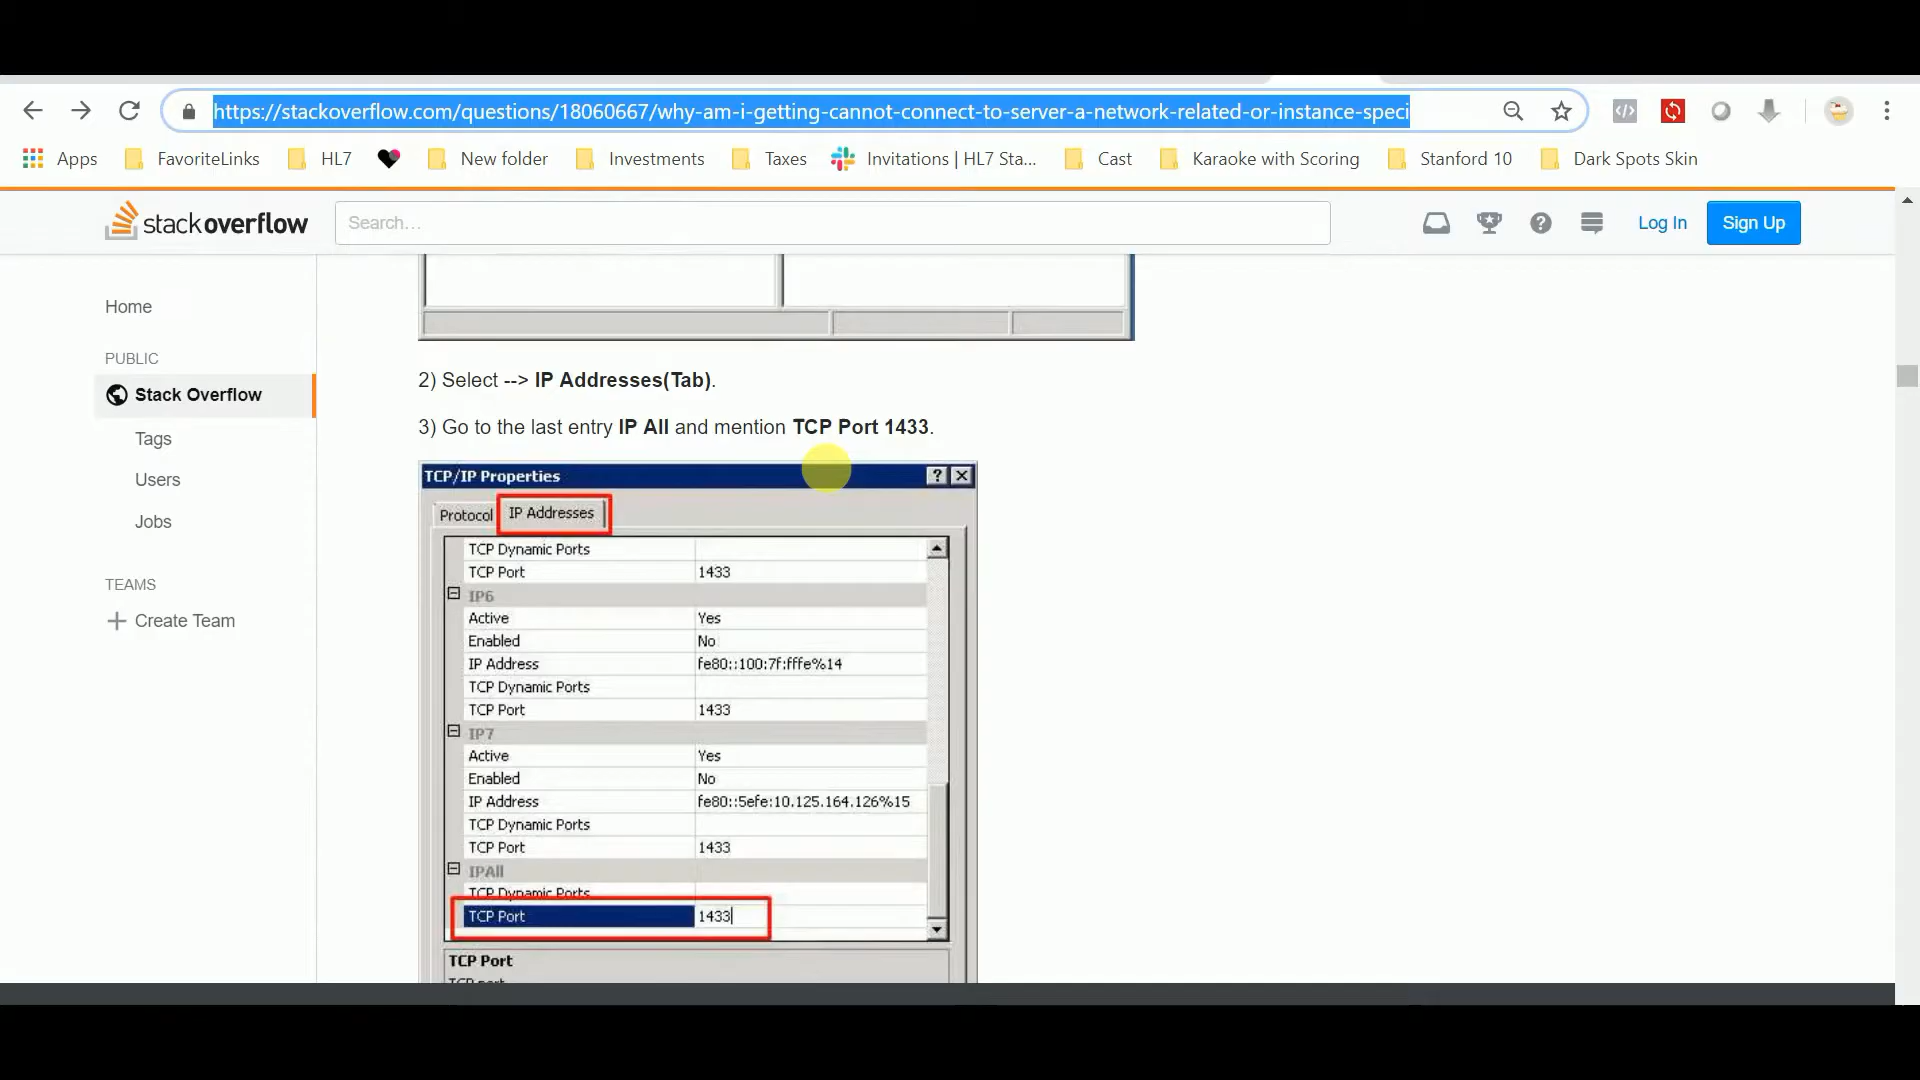 https://stackoverflow.com/questions/18060667/why-am-i-getting-cannot-connect-to-server-a-network-related-or-instance-speci
Apps FavoriteLinks HL7 New folder Investments Taxes Invitations | HL7 Sta... Cast Karaoke with Scoring Stanford 10 Dark Spots Skin
stackoverflow Search... Log In Sign Up
Home
PUBLIC
Stack Overflow
Tags
Users
Jobs
TEAMS
Create Team
2) Select --> IP Addresses(Tab).
3) Go to the last entry IP All and mention TCP Port 1433.
TCP/IP Properties
Protocol IP Addresses
TCP Dynamic Ports
TCP Port 1433
IP6
Active Yes
Enabled No
IP Address fe80::100:7f:fffe%14
TCP Dynamic Ports
TCP Port 1433
IP7
Active Yes
Enabled No
IP Address fe80::5efe:10.125.164.126%15
TCP Dynamic Ports
TCP Port 1433
IPAll
TCP Dynamic Ports
TCP Port 1433
TCP Port
TCP port